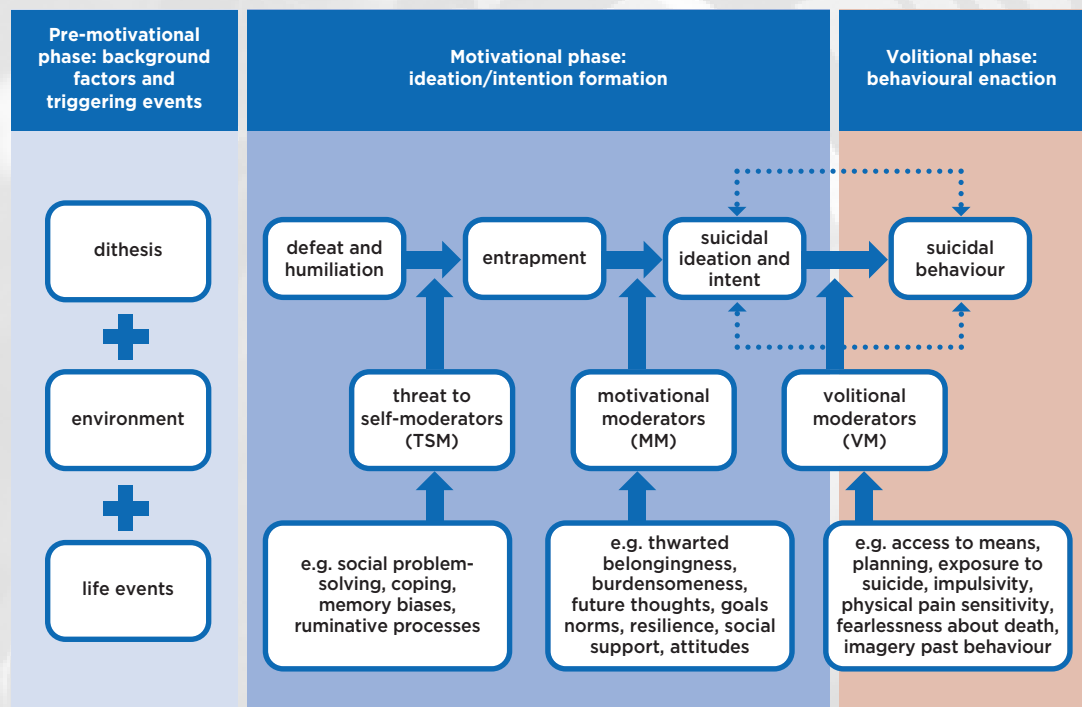 Pre-motivational
phase: background
factors and
triggering events
Motivational phase:
ideation/intention formation
Volitional phase:
behavioural enaction
dithesis
environment
life events
defeat and
humiliation
entrapment
suicidal
ideation and
intent
suicidal
behaviour
threat to
self-moderators
(TSM)
motivational
moderators
(MM)
volitional
moderators
(VM)
e.g. social problem-
solving, coping,
memory biases,
ruminative processes
e.g. thwarted
belongingness,
burdensomeness,
future thoughts, goals
norms, resilience, social
support, attitudes
e.g. access to means,
planning, exposure to
suicide, impulsivity,
physical pain sensitivity,
fearlessness about death,
imagery past behaviour